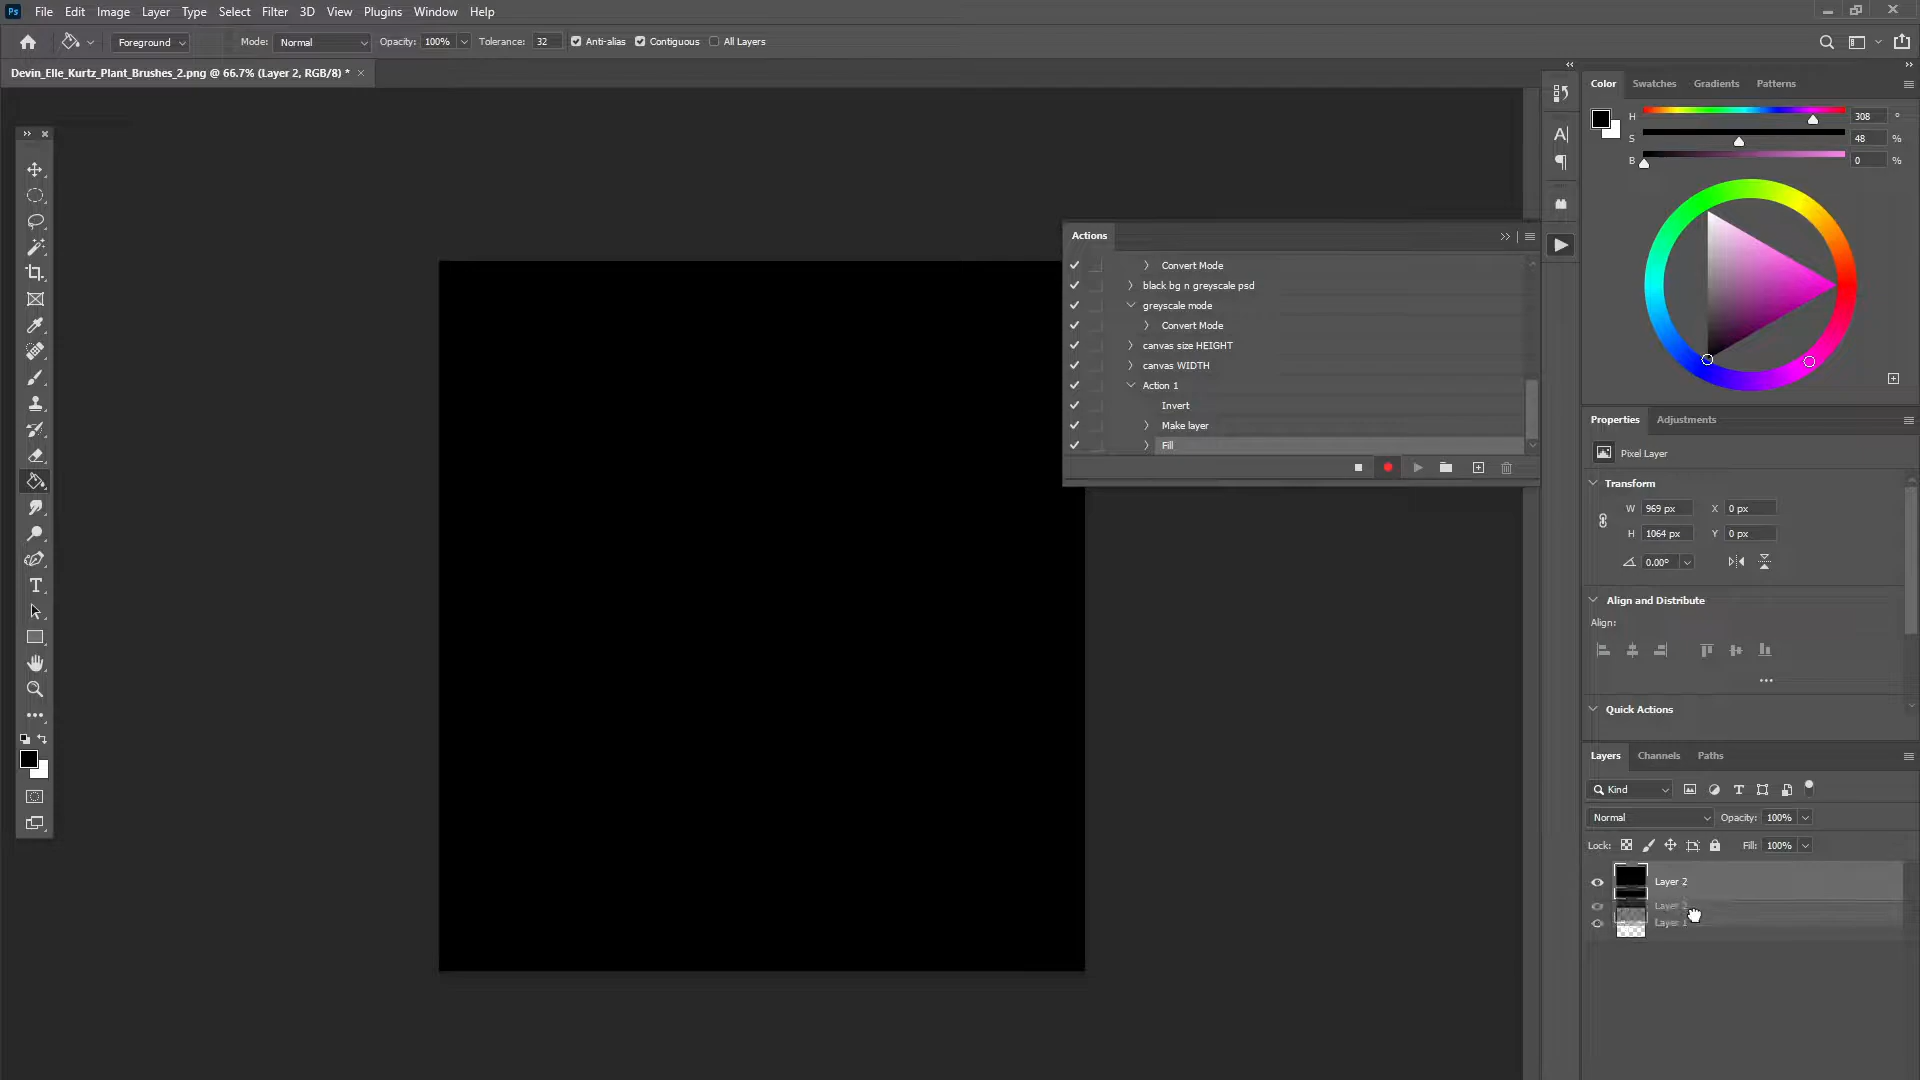 Ps File Edit Image Layer Type Select Filter 3D View Plugins Window Help
Foreground Mode: Normal Opacity: 100% Tolerance: 32 Anti-alias Contiguous All Layers
Devin_Elle_Kurtz_Plant_Brushes_2.png @ 66.7% (Layer 2, RGB/8) *
Color Swatches Gradients Patterns
H 308 °
S 48 %
B 0 %
Actions
Convert Mode
black bg n greyscale psd
greyscale mode
Convert Mode
canvas size HEIGHT
canvas WIDTH
Action 1
Invert
Make layer
Fill
Properties Adjustments
Pixel Layer
Transform
W 969 px X 0 px
H 1064 px Y 0 px
0.00°
Align and Distribute
Align:
Quick Actions
Layers Channels Paths
Kind
Normal Opacity: 100%
Lock: Fill: 100%
Layer 2
Layer 2
Layer 1